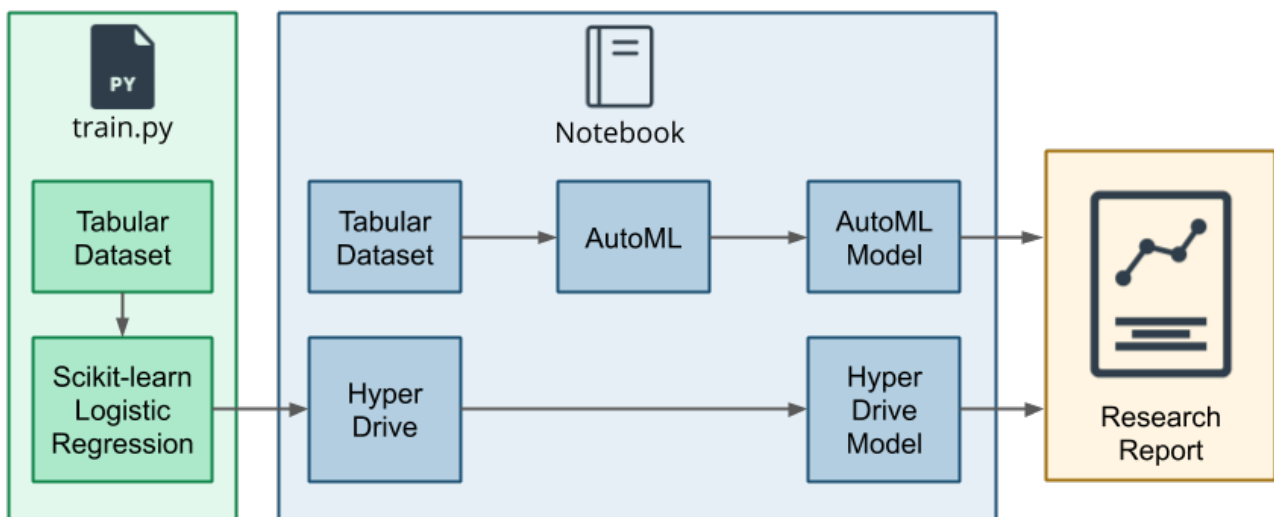 PY
train.py
Tabular
Dataset
Scikit-learn
Logistic
Regression
Notebook
Tabular
Dataset
AutoML
AutoML
Model
Hyper
Drive
Hyper
Drive
Model
Research
Report